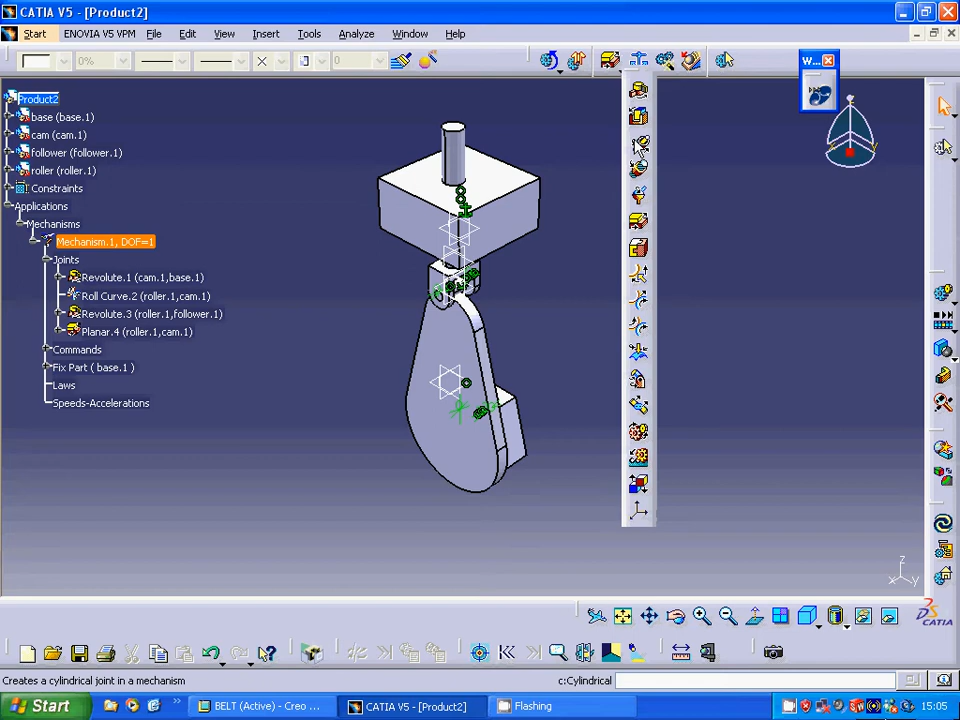 CATIA V5 - [Product2]
Start ENOVIA V5 VPM File Edit View Insert Tools Analyze Window Help
0% 0
W...
Product2
base (base.1)
cam (cam.1)
follower (follower.1)
roller (roller.1)
Constraints
Applications
Mechanisms
Mechanism.1, DOF=1
Joints
Revolute.1 (cam.1,base.1)
Roll Curve.2 (roller.1,cam.1)
Revolute.3 (roller.1,follower.1)
Planar.4 (roller.1,cam.1)
Commands
Fix Part ( base.1 )
Laws
Speeds-Accelerations
z
x y
CATIA
Creates a cylindrical joint in a mechanism c:Cylindrical
Start BELT (Active) - Creo ... CATIA V5 - [Product2] Flashing 15:05